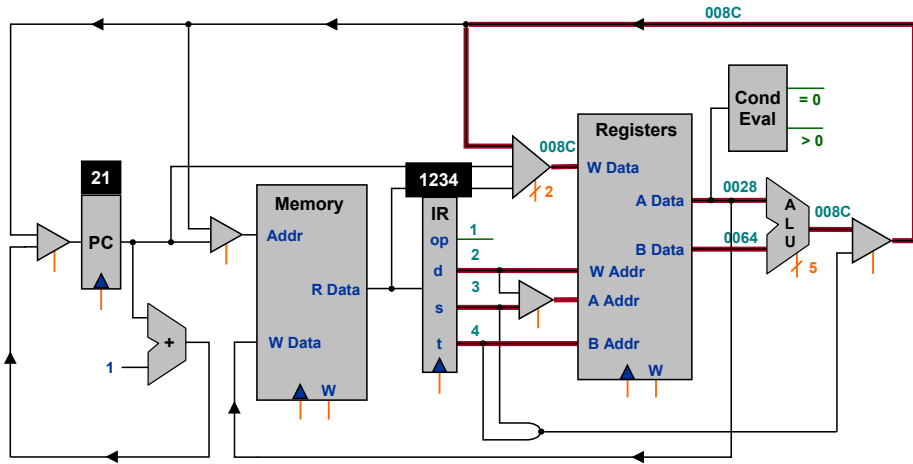 008C
Cond
Eval
= 0
> 0
Registers
008C
W Data
2
21
1234
Memory
IR
A Data
0028
A
L
U
008C
PC
Addr
op
1
B Data
0064
5
2
d
W Addr
R Data
3
s
A Addr
+
W Data
4
t
B Addr
1
W
W